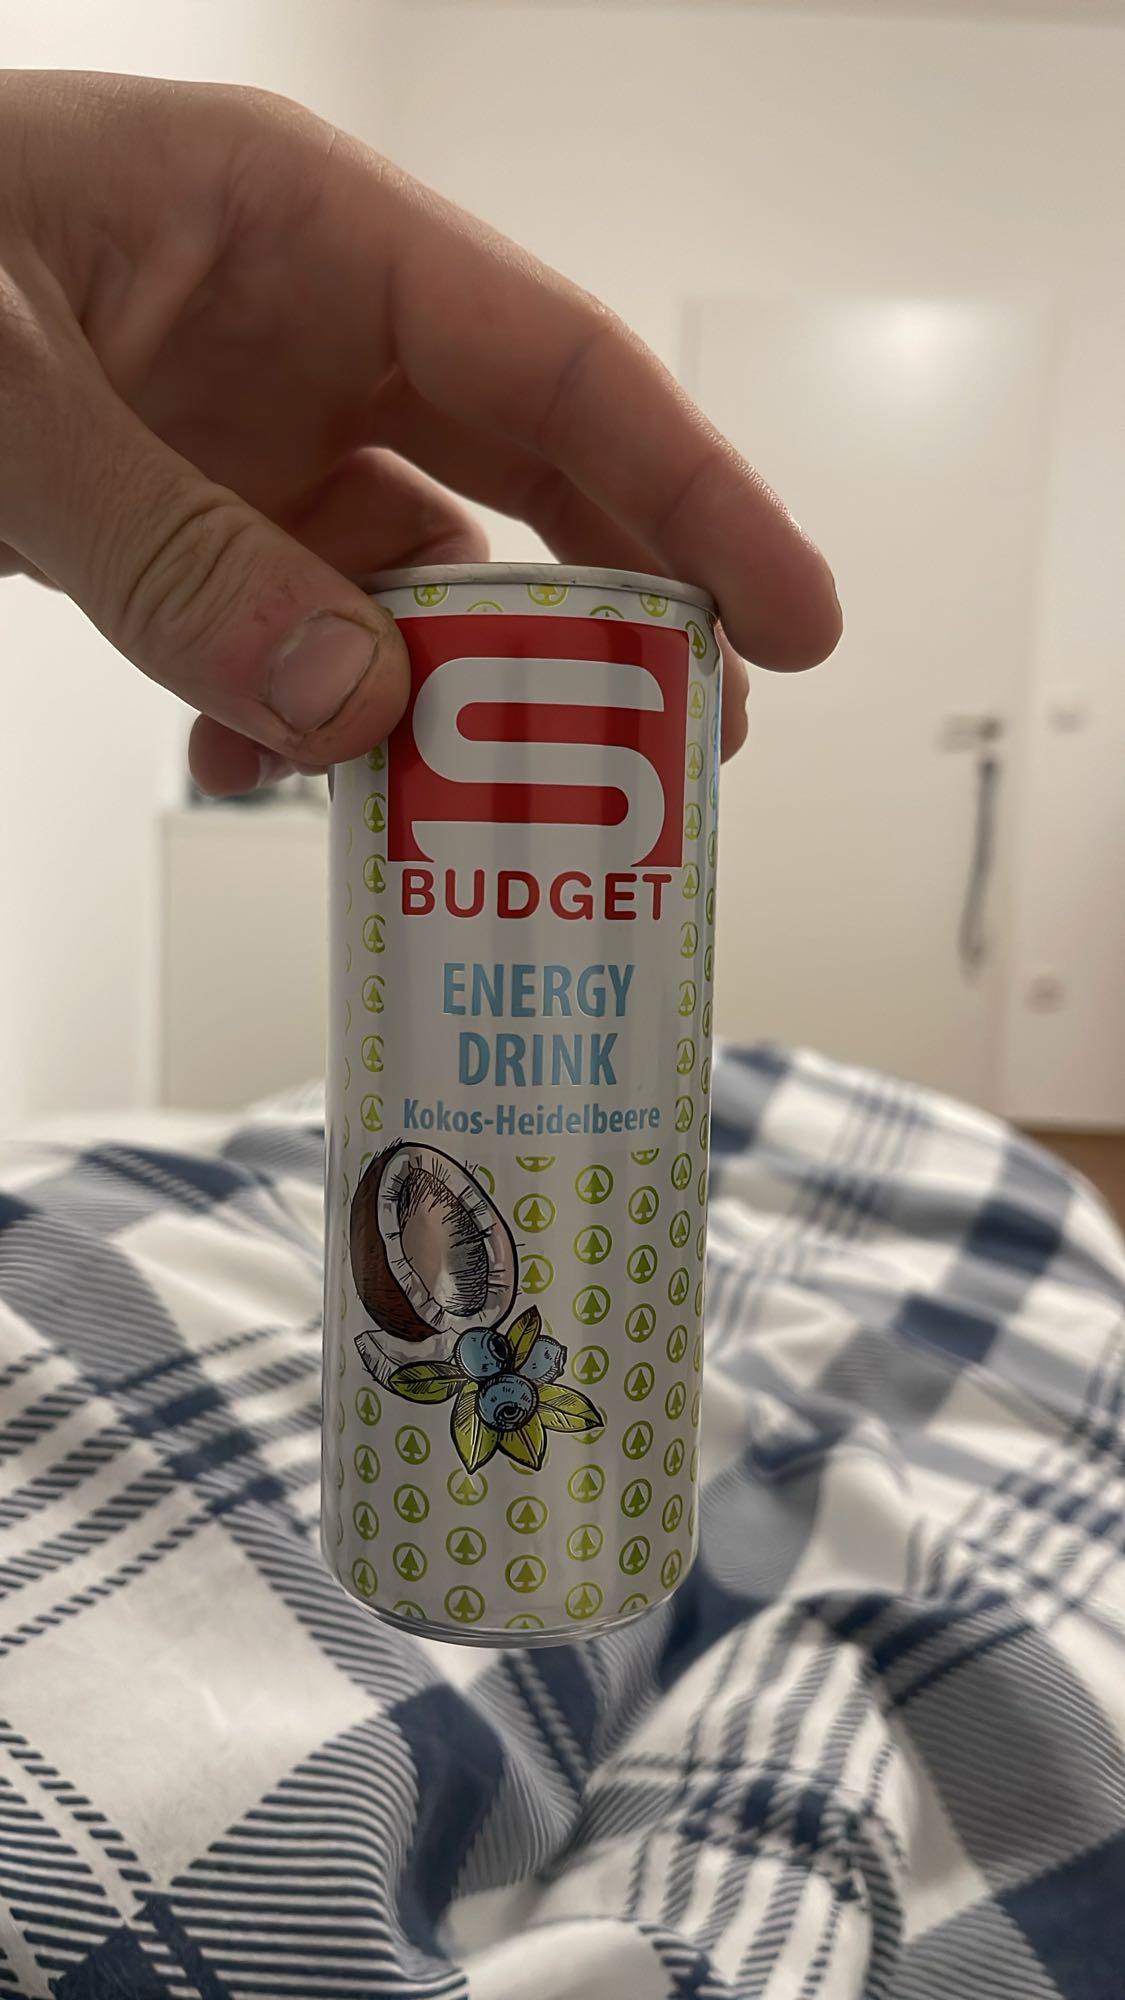 S
BUDGET
ENERGY
DRINK
Kokos-Heidelbeere